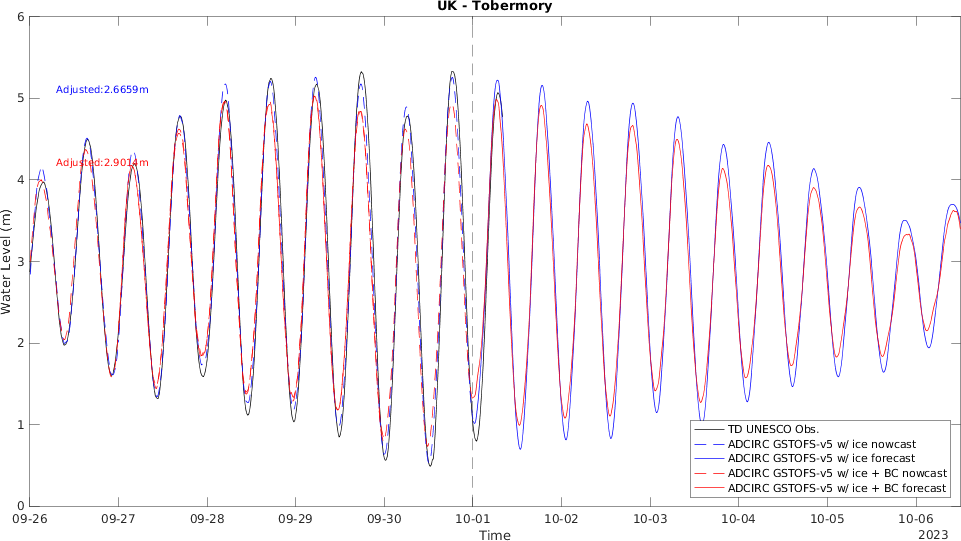 UK - Tobermory
6
5
4
3
2
1
0
Water Level (m)
Adjusted:2.6659m
Adjusted:2.9014m
TD UNESCO Obs.
ADCIRC GSTOFS-v5 w/ ice nowcast
ADCIRC GSTOFS-v5 w/ ice forecast
ADCIRC GSTOFS-v5 w/ ice + BC nowcast
ADCIRC GSTOFS-v5 w/ ice + BC forecast
09-26 09-27 09-28 09-29 09-30 10-01 10-02 10-03 10-04 10-05 10-06
Time
2023